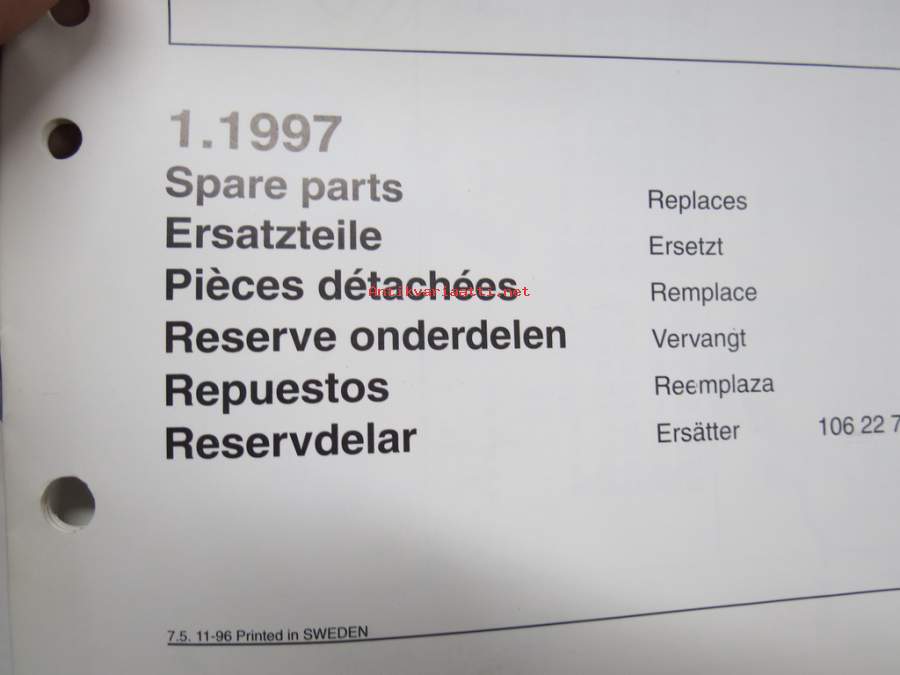 1.1997
Spare parts
Ersatzteile
Pièces détachées
Reserve onderdelen
Repuestos
Reservdelar
Replaces
Ersetzt
Remplace
Vervangt
Reemplaza
Ersätter 106 22 7
Antikvariaatti.net
7.5. 11-96 Printed in SWEDEN